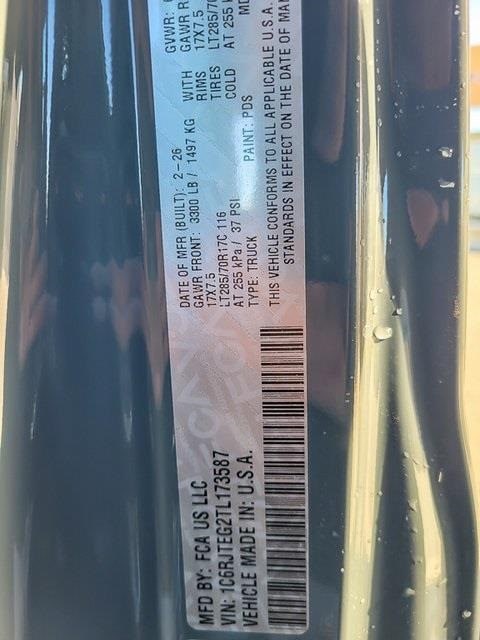 MFD BY: FCA US LLC
VIN: 1C6RJTEG2TL173587
VEHICLE MADE IN: U.S.A.
DATE OF MFR (BUILT): 2-26 GVWR:
GAWR FRONT: 3300 LB / 1497 KG WITH GAWR R
17X7.5 RIMS 17X7.5
LT285/70R17C 116 TIRES LT285/70
AT 255 kPa / 37 PSI COLD AT 255
TYPE: TRUCK PAINT: PDS
THIS VEHICLE CONFORMS TO ALL APPLICABLE U.S.A.
STANDARDS IN EFFECT ON THE DATE OF MAN